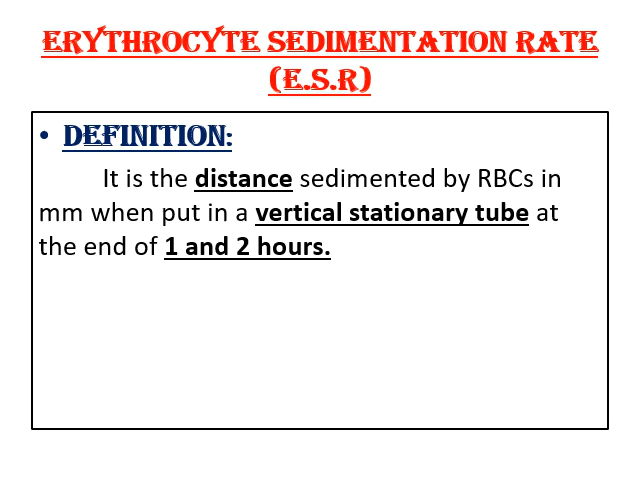 ERYTHROCYTE SEDIMENTATION RATE
(E.S.R)
• DEFINITION:
It is the distance sedimented by RBCs in
mm when put in a vertical stationary tube at
the end of 1 and 2 hours.